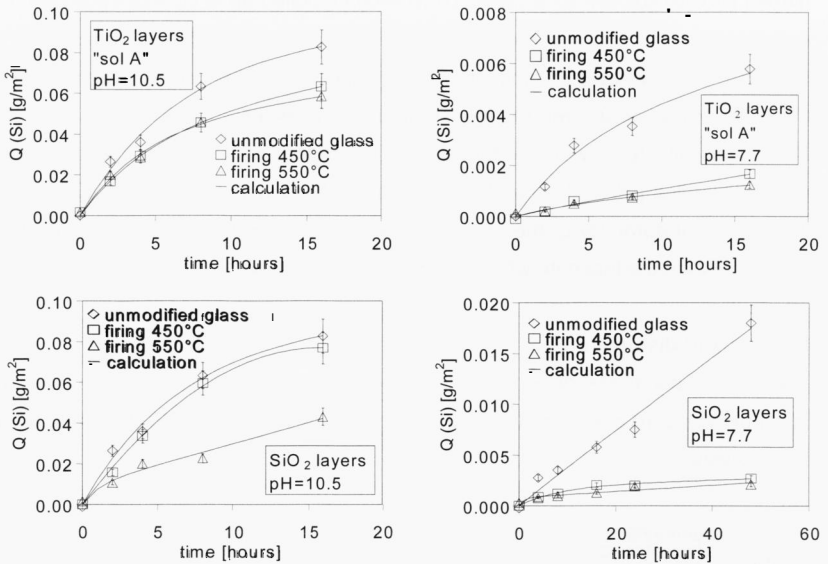 Q (Si) [g/m²]
0.10
0.08
0.06
0.04
0.02
0.00
TiO₂ layers
"sol A"
pH=10.5
◇ unmodified glass
□ firing 450°C
△ firing 550°C
— calculation
0 5 10 15 20
time [hours]
Q (Si) [g/m²]
0.008
0.006
0.004
0.002
0.000
◇ unmodified glass
□ firing 450°C
△ firing 550°C
— calculation
TiO₂ layers
"sol A"
pH=7.7
0 5 10 15 20
time [hours]
Q (Si) [g/m²]
0.10
0.08
0.06
0.04
0.02
0.00
◇ unmodified glass
□ firing 450°C
△ firing 550°C
— calculation
SiO₂ layers
pH=10.5
0 5 10 15 20
time [hours]
Q (Si) [g/m²]
0.020
0.015
0.010
0.005
0.000
◇ unmodified glass
□ firing 450°C
△ firing 550°C
— calculation
SiO₂ layers
pH=7.7
0 20 40 60
time [hours]